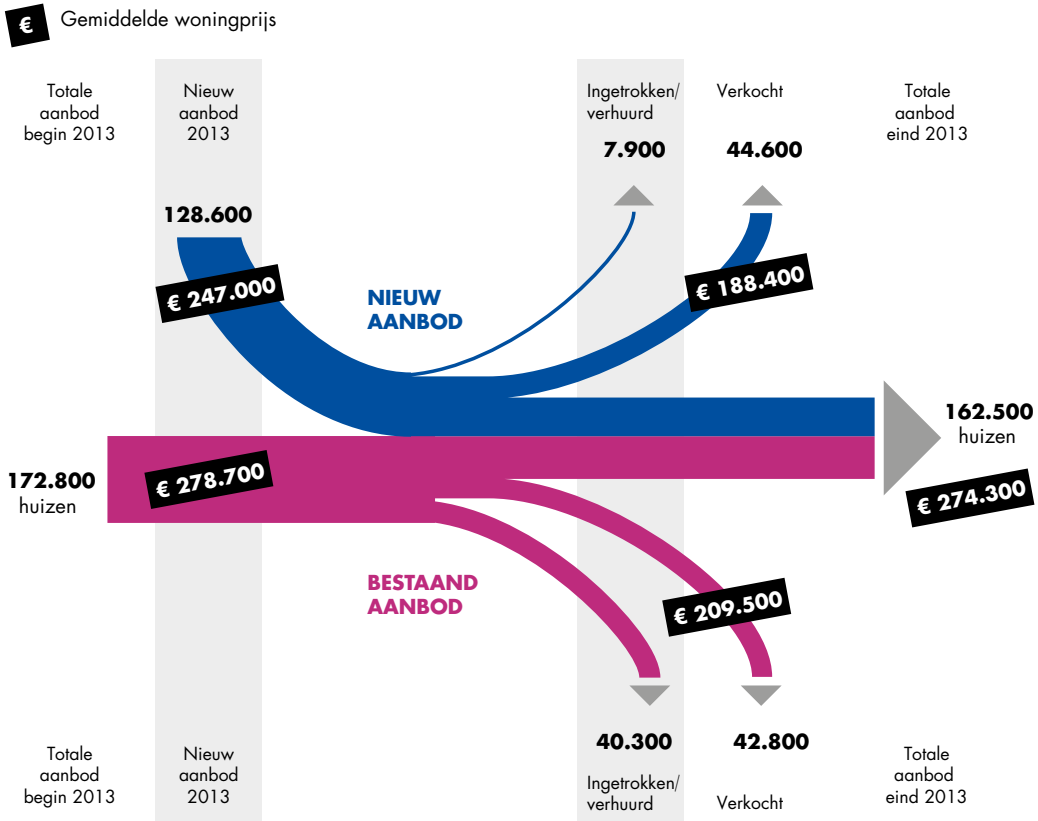 € Gemiddelde woningprijs
Totale
aanbod
begin 2013
Nieuw
aanbod
2013
Ingetrokken/
verhuurd
Verkocht
Totale
aanbod
eind 2013
7.900
44.600
128.600
€ 247.000
NIEUW
AANBOD
€ 188.400
162.500
huizen
€ 274.300
172.800
huizen
€ 278.700
BESTAAND
AANBOD
€ 209.500
40.300
42.800
Totale
aanbod
begin 2013
Nieuw
aanbod
2013
Ingetrokken/
verhuurd
Verkocht
Totale
aanbod
eind 2013